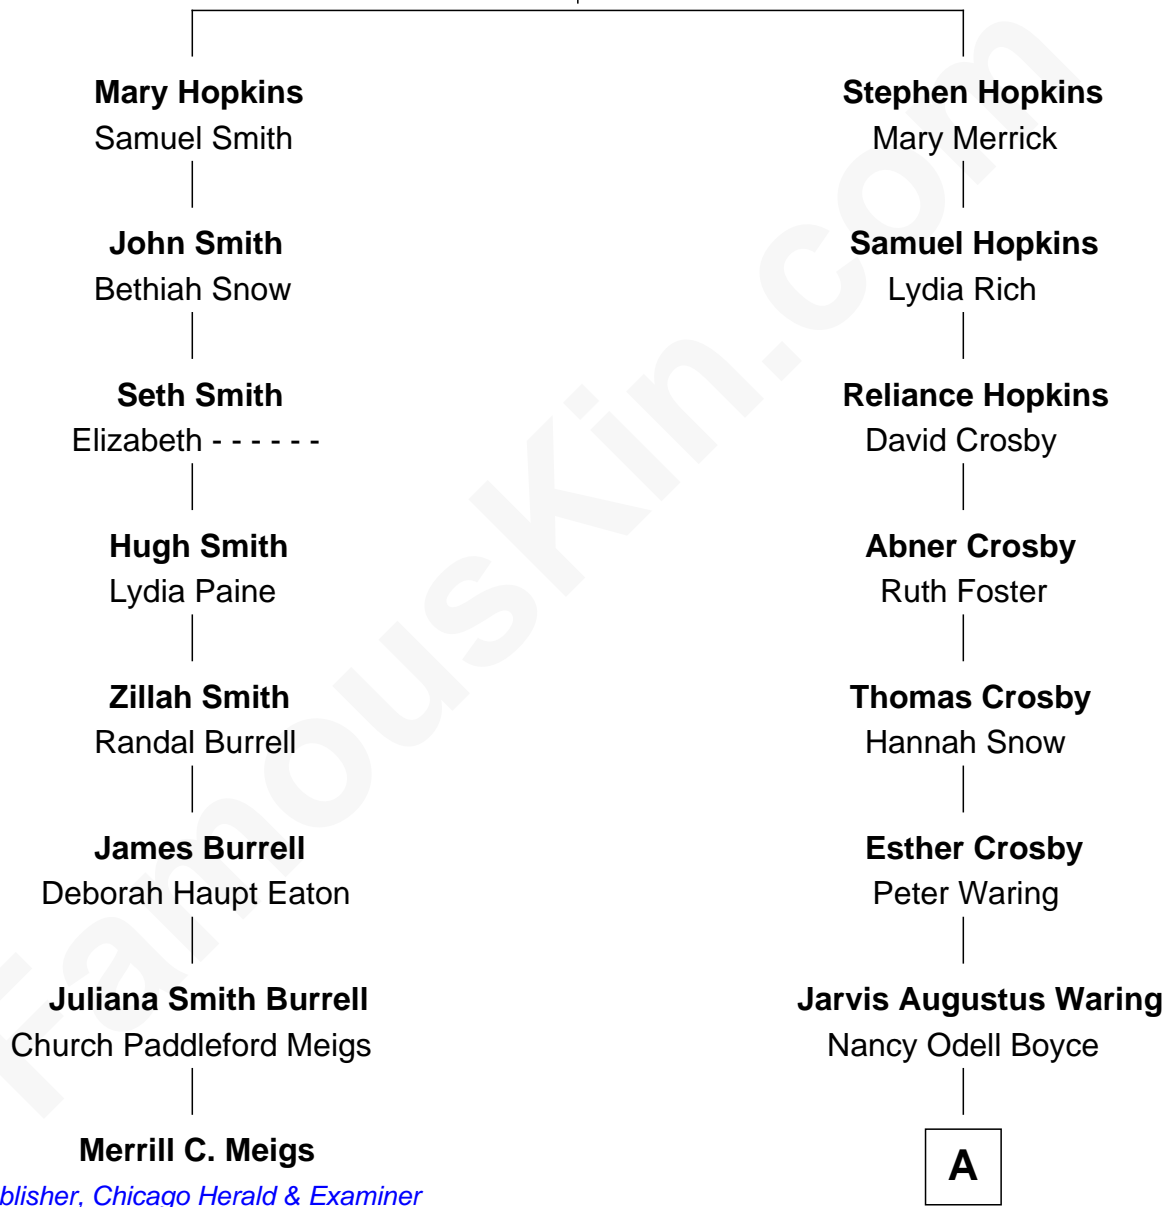 Mary Hopkins
Samuel Smith
John Smith
Bethiah Snow
Seth Smith
Elizabeth - - - - - -
Hugh Smith
Lydia Paine
Zillah Smith
Randal Burrell
James Burrell
Deborah Haupt Eaton
Juliana Smith Burrell
Church Paddleford Meigs
Merrill C. Meigs
blisher, Chicago Herald & Examiner
Stephen Hopkins
Mary Merrick
Samuel Hopkins
Lydia Rich
Reliance Hopkins
David Crosby
Abner Crosby
Ruth Foster
Thomas Crosby
Hannah Snow
Esther Crosby
Peter Waring
Jarvis Augustus Waring
Nancy Odell Boyce
A
FamousKin.com